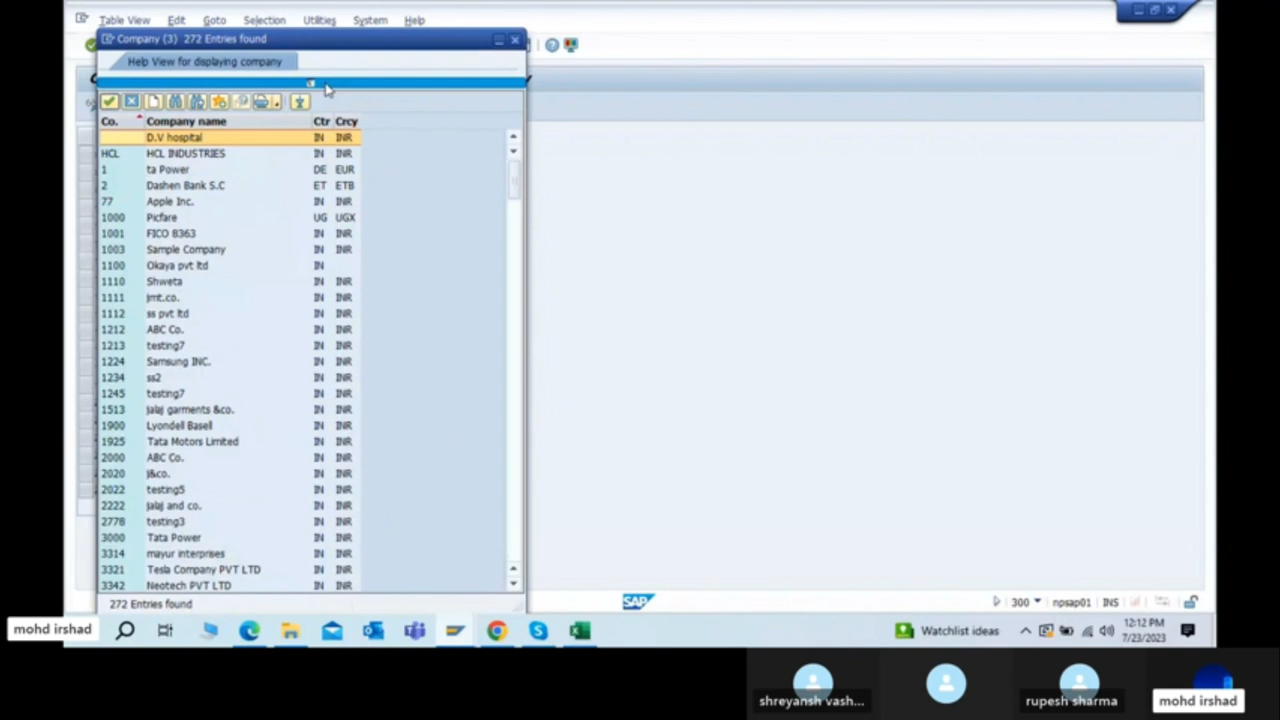 Table View Edit Goto Selection Utilities System Help
Company (3) 272 Entries found
Help View for displaying company
Co. Company name Ctr Crcy
D.V hospital IN INR
HCL HCL INDUSTRIES IN INR
1 ta Power DE EUR
2 Dashen Bank S.C ET ETB
77 Apple Inc. IN INR
1000 Picfare UG UGX
1001 FICO 8363 IN INR
1003 Sample Company IN INR
1100 Okaya pvt ltd IN
1110 Shweta IN INR
1111 jmt.co. IN INR
1112 ss pvt ltd IN INR
1212 ABC Co. IN INR
1213 testing7 IN INR
1224 Samsung INC. IN INR
1234 ss2 IN INR
1245 testing7 IN INR
1513 jalaj garments &co. IN INR
1900 Lyondell Basell IN INR
1925 Tata Motors Limited IN INR
2000 ABC Co. IN INR
2020 j&co. IN INR
2022 testing5 IN INR
2222 jalaj and co. IN INR
2778 testing3 IN INR
3000 Tata Power IN INR
3314 mayur interprises IN INR
3321 Tesla Company PVT LTD IN INR
3342 Neotech PVT LTD IN INR
272 Entries found
SAP 300 npsap01 INS
mohd irshad
Watchlist ideas
12:12 PM
7/23/2023
shreyansh vash... rupesh sharma mohd irshad